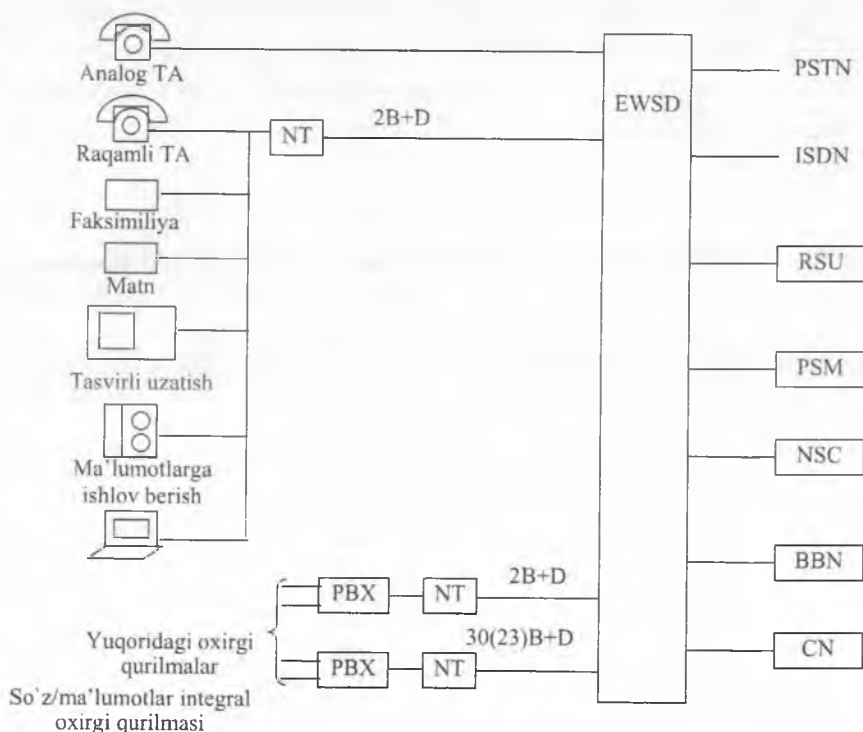 Analog TA
Raqamli TA
NT
2B+D
EWSD
PSTN
ISDN
Faksimiliya
Matn
RSU
Tasvirli uzatish
PSM
Ma'lumotlarga
ishlov berish
NSC
BBN
PBX
NT
2B+D
Yuqoridagi oxirgi
qurilmalar
PBX
NT
30(23)B+D
CN
So`z/ma'lumotlar integral
oxirgi qurilmasi